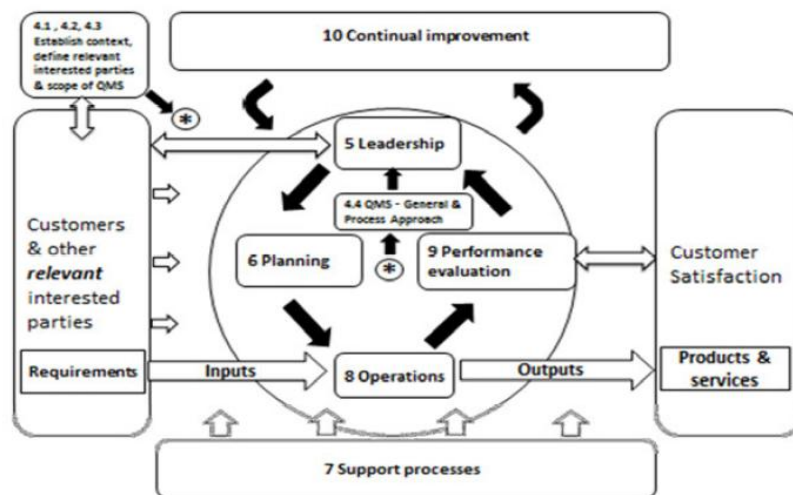 4.1 , 4.2, 4.3
Establish context,
define relevant
interested parties
& scope of QMS
10 Continual improvement
*
5 Leadership
4.4 QMS - General &
Process Approach
Customers
& other
relevant
interested
parties
6 Planning
*
9 Performance
evaluation
Customer
Satisfaction
Requirements
Inputs
8 Operations
Outputs
Products &
services
7 Support processes